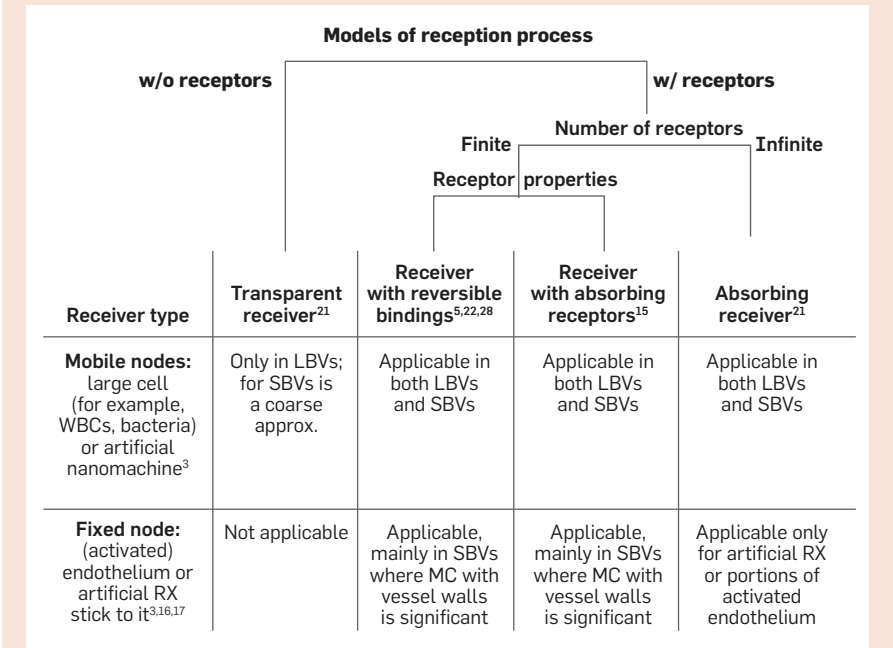 Models of reception process
w/o receptors
w/ receptors
Number of receptors
Finite
Infinite
Receptor properties
Receiver type
Transparent
receiver21
Receiver
with reversible
bindings5,22,28
Receiver
with absorbing
receptors15
Absorbing
receiver21
Mobile nodes:
large cell
(for example,
WBCs, bacteria)
or artificial
nanomachine3
Only in LBVs;
for SBVs is
a coarse
approx.
Applicable in
both LBVs
and SBVs
Applicable in
both LBVs
and SBVs
Applicable in
both LBVs
and SBVs
Fixed node:
(activated)
endothelium or
artificial RX
stick to it3,16,17
Not applicable
Applicable,
mainly in SBVs
where MC with
vessel walls
is significant
Applicable,
mainly in SBVs
where MC with
vessel walls
is significant
Applicable only
for artificial RX
or portions of
activated
endothelium